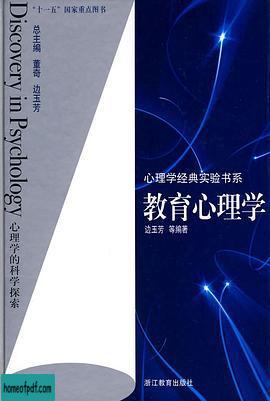 "十一五"国家重点图书
总主编 董奇 边玉芳
Discovery in Psychology
心理学的科学探索
心理学经典实验书系
教育心理学
边玉芳 等编著
浙江教育出版社
homeofpdf.com